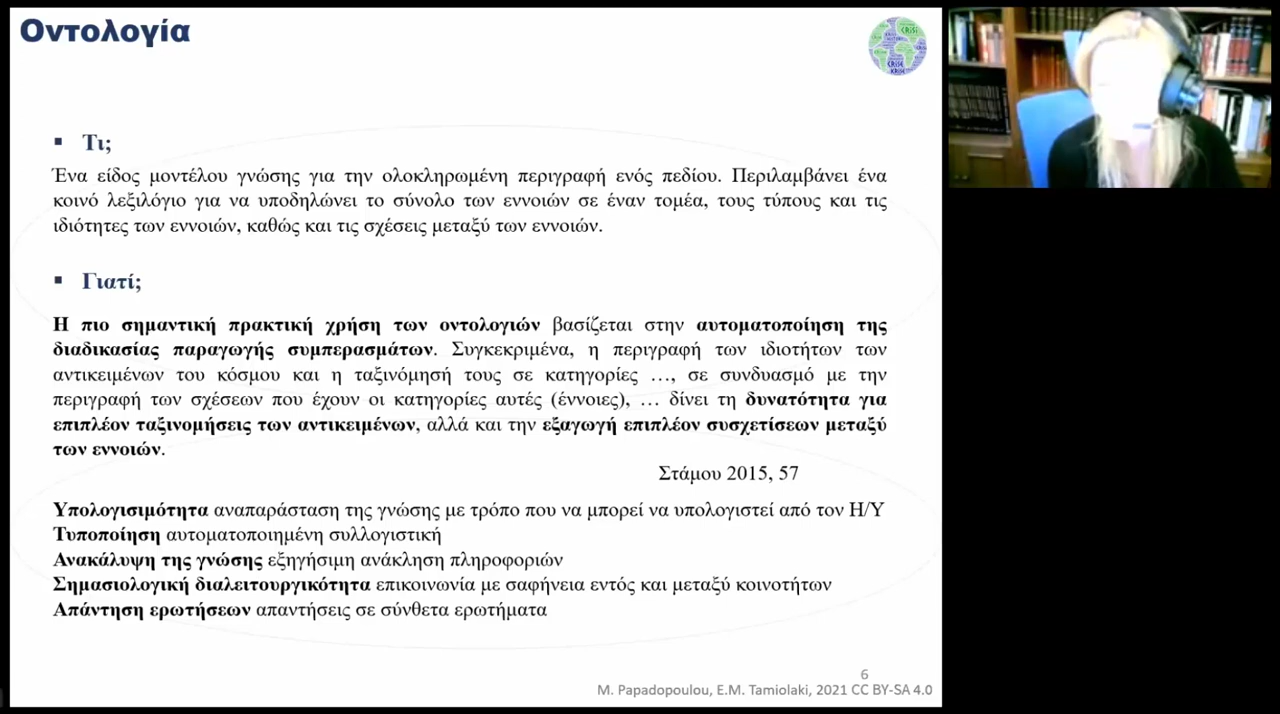 Οντολογία
CRISE
CRISE
KRISE
▪ Τι;
Ένα είδος μοντέλου γνώσης για την ολοκληρωμένη περιγραφή ενός πεδίου. Περιλαμβάνει ένα
κοινό λεξιλόγιο για να υποδηλώνει το σύνολο των εννοιών σε έναν τομέα, τους τύπους και τις
ιδιότητες των εννοιών, καθώς και τις σχέσεις μεταξύ των εννοιών.
▪ Γιατί;
Η πιο σημαντική πρακτική χρήση των οντολογιών βασίζεται στην αυτοματοποίηση της
διαδικασίας παραγωγής συμπερασμάτων. Συγκεκριμένα, η περιγραφή των ιδιοτήτων των
αντικειμένων του κόσμου και η ταξινόμησή τους σε κατηγορίες …, σε συνδυασμό με την
περιγραφή των σχέσεων που έχουν οι κατηγορίες αυτές (έννοιες), … δίνει τη δυνατότητα για
επιπλέον ταξινομήσεις των αντικειμένων, αλλά και την εξαγωγή επιπλέον συσχετίσεων μεταξύ
των εννοιών.
Στάμου 2015, 57
Υπολογισιμότητα αναπαράσταση της γνώσης με τρόπο που να μπορεί να υπολογιστεί από τον Η/Υ
Τυποποίηση αυτοματοποιημένη συλλογιστική
Ανακάλυψη της γνώσης εξηγήσιμη ανάκληση πληροφοριών
Σημασιολογική διαλειτουργικότητα επικοινωνία με σαφήνεια εντός και μεταξύ κοινοτήτων
Απάντηση ερωτήσεων απαντήσεις σε σύνθετα ερωτήματα
6
M. Papadopoulou, E.M. Tamiolaki, 2021 CC BY-SA 4.0